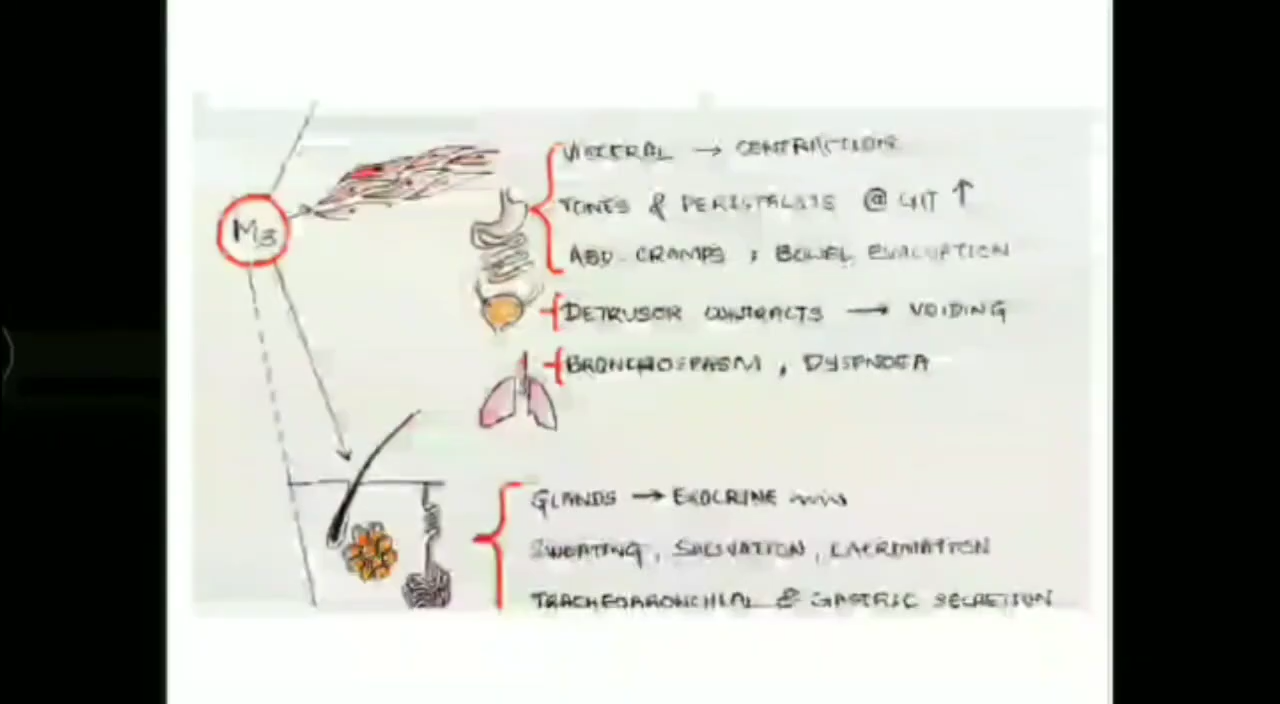 M3
VISCERAL → CONTRACTION
TONES & PERISTALSIS @ GIT ↑
ABD. CRAMPS ; BOWEL EVACUATION
DETRUSOR CONTRACTS → VOIDING
BRONCHOSPASM , DYSPNOEA
GLANDS → EXOCRINE
SWEATING , SALIVATION , LACRIMATION
TRACHEOBRONCHIAL & GASTRIC SECRETION